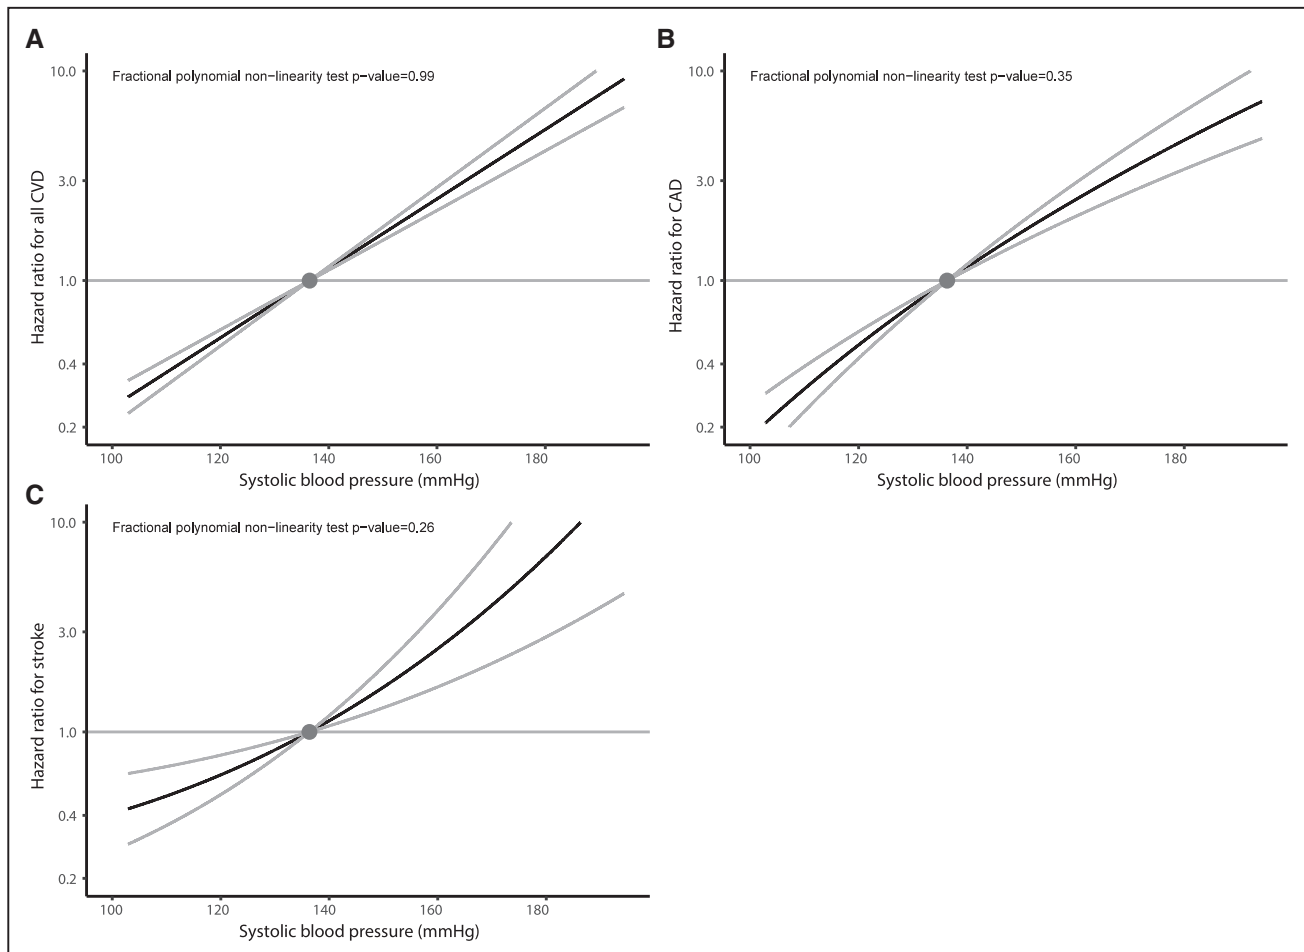 A
Fractional polynomial non−linearity test p−value=0.99
Hazard ratio for all CVD
10.0
3.0
1.0
0.4
0.2
100 120 140 160 180
Systolic blood pressure (mmHg)
B
Fractional polynomial non−linearity test p−value=0.35
Hazard ratio for CAD
10.0
3.0
1.0
0.4
0.2
100 120 140 160 180
Systolic blood pressure (mmHg)
C
Fractional polynomial non−linearity test p−value=0.26
Hazard ratio for stroke
10.0
3.0
1.0
0.4
0.2
100 120 140 160 180
Systolic blood pressure (mmHg)